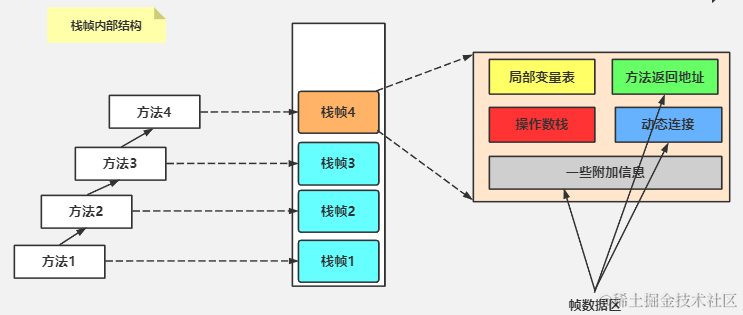 栈帧内部结构
方法4
方法3
方法2
方法1
栈帧4
栈帧3
栈帧2
栈帧1
局部变量表
方法返回地址
操作数栈
动态连接
一些附加信息
帧数据区
@稀土掘金技术社区